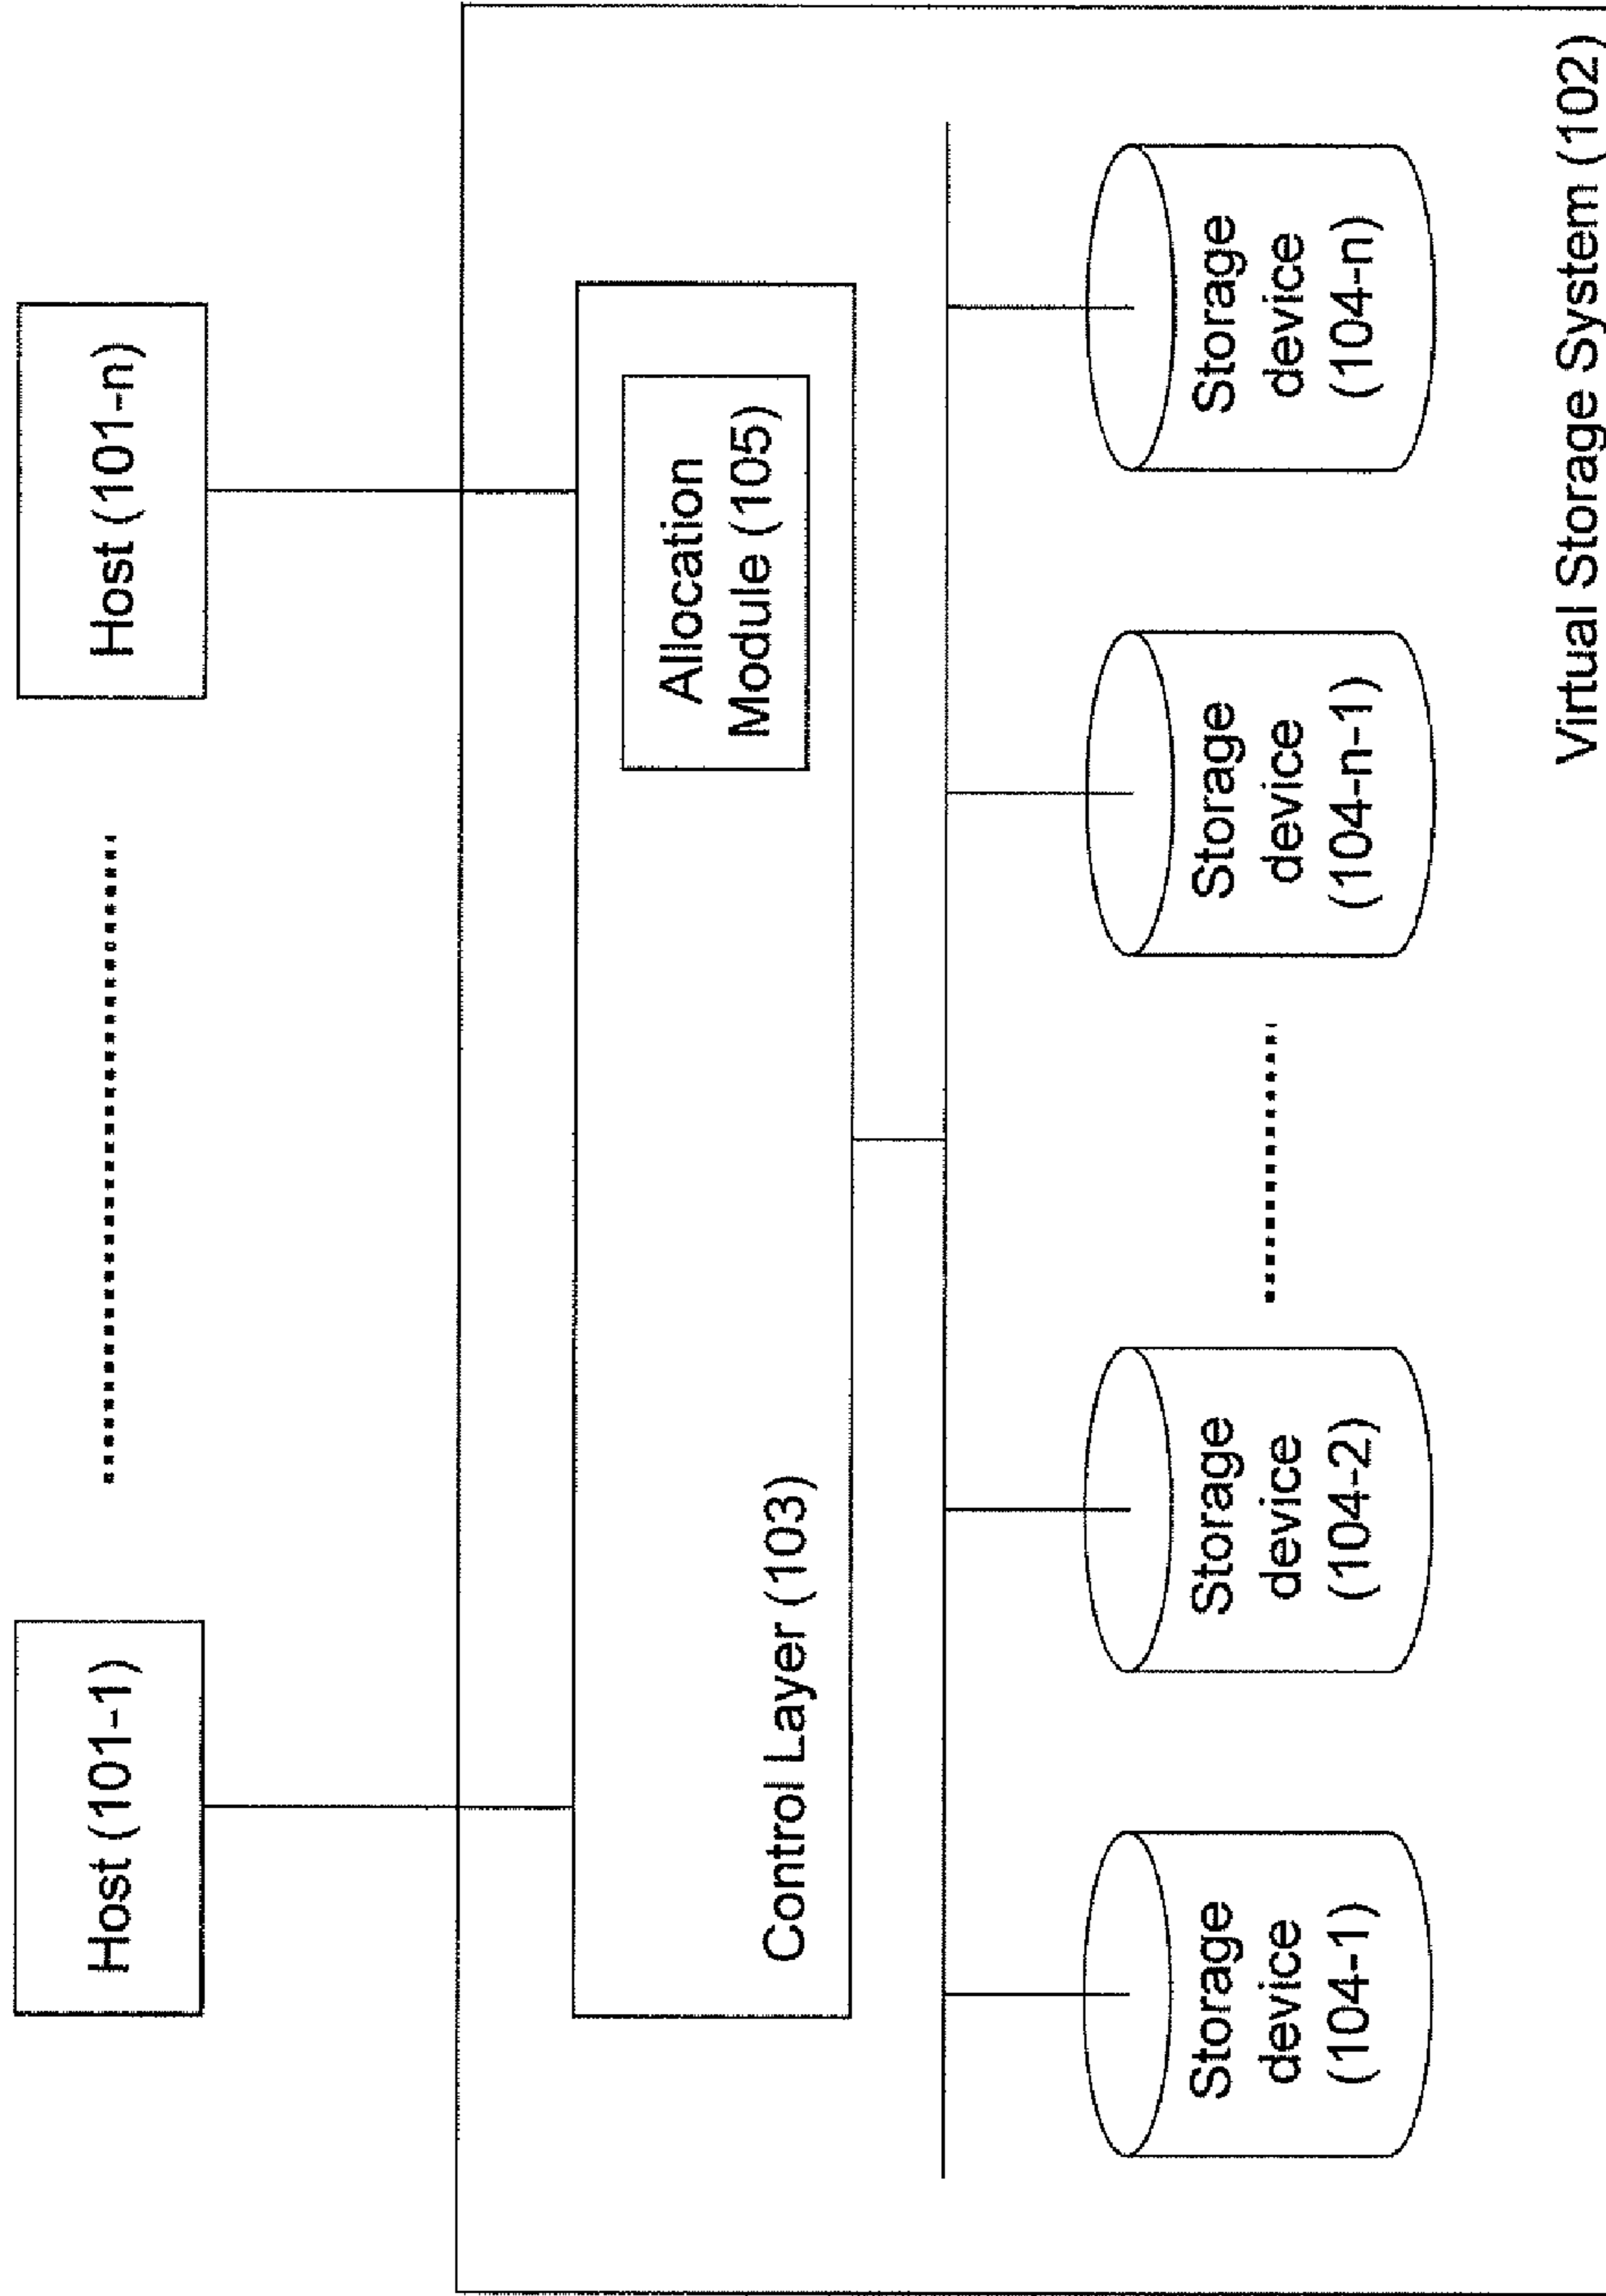 Host (101-1)
Host (101-n)
Allocation
Module (105)
Control Layer (103)
Storage
device
(104-1)
Storage
device
(104-2)
Storage
device
(104-n-1)
Storage
device
(104-n)
Virtual Storage System (102)